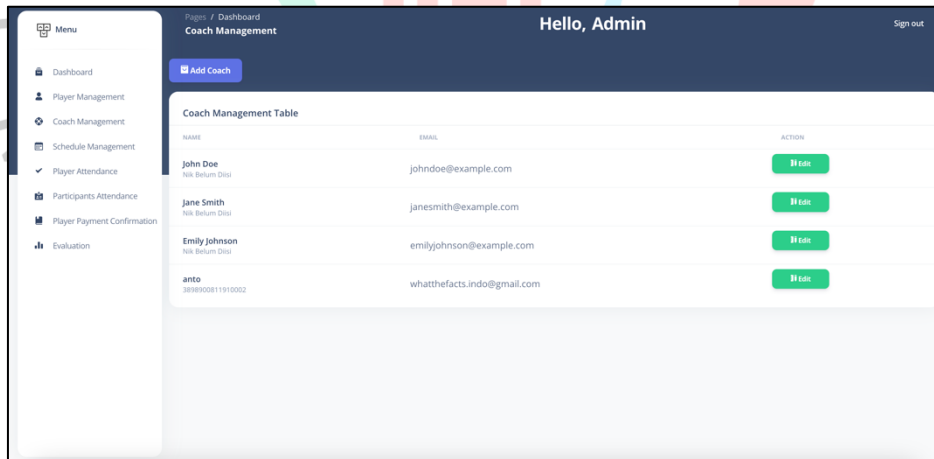 Menu
Dashboard
Player Management
Coach Management
Schedule Management
Player Attendance
Participants Attendance
Player Payment Confirmation
Evaluation
Pages / Dashboard
Coach Management
Hello, Admin
Sign out
Add Coach
Coach Management Table
NAME EMAIL ACTION
John Doe
Nik Belum Diisi
johndoe@example.com
Edit
Jane Smith
Nik Belum Diisi
janesmith@example.com
Edit
Emily Johnson
Nik Belum Diisi
emilyjohnson@example.com
Edit
anto
3898900811910002
whatthefacts.indo@gmail.com
Edit